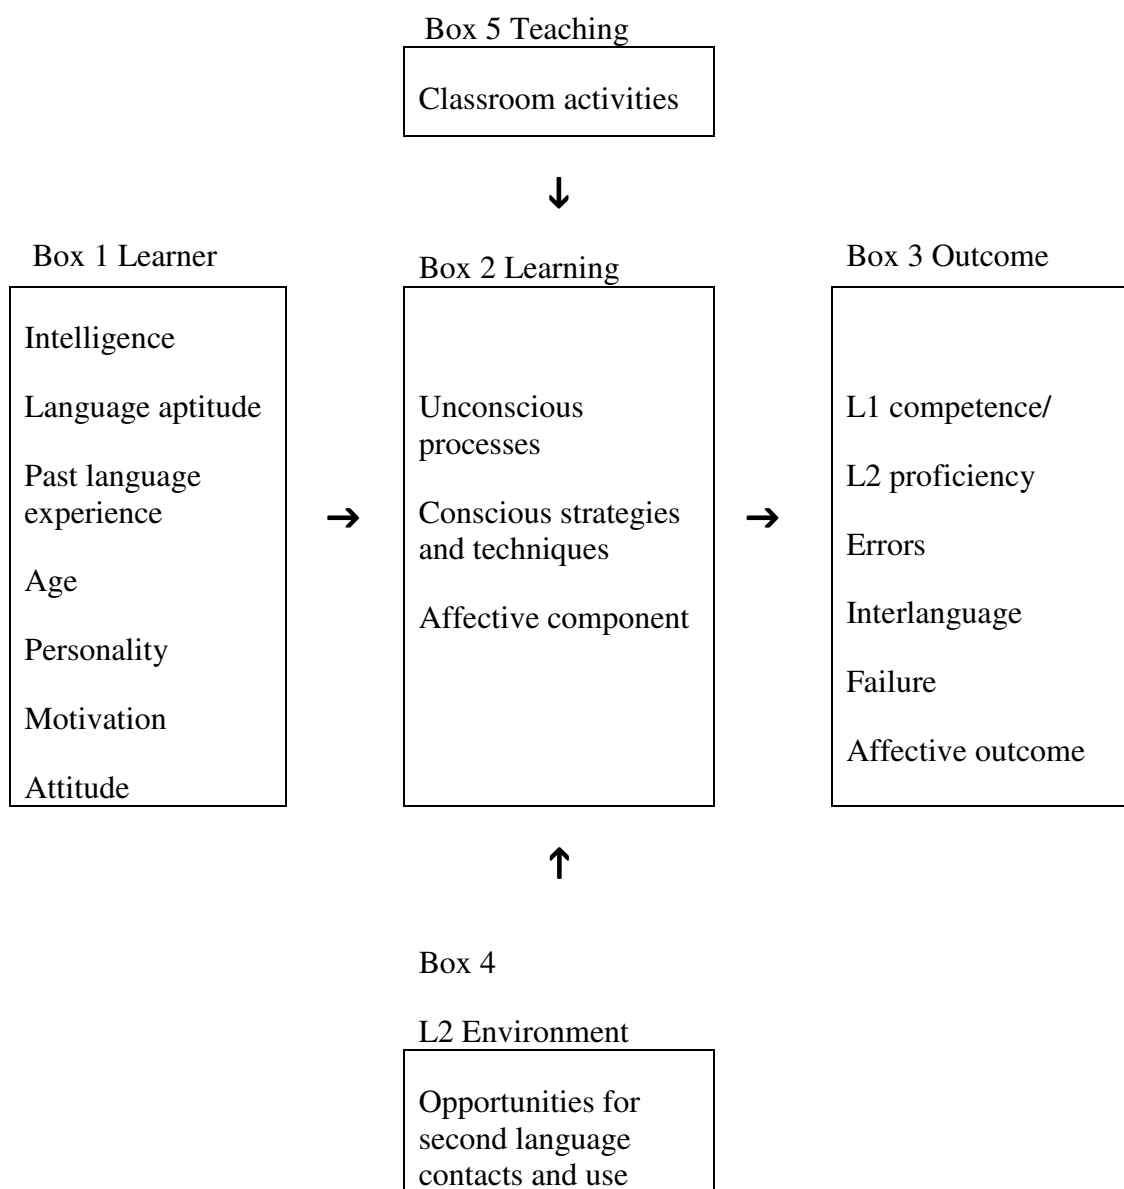 Box 5 Teaching
Classroom activities
↓
Box 1 Learner
Intelligence
Language aptitude
Past language
experience
Age
Personality
Motivation
Attitude
→
Box 2 Learning
Unconscious
processes
Conscious strategies
and techniques
Affective component
→
Box 3 Outcome
L1 competence/
L2 proficiency
Errors
Interlanguage
Failure
Affective outcome
↑
Box 4
L2 Environment
Opportunities for
second language
contacts and use